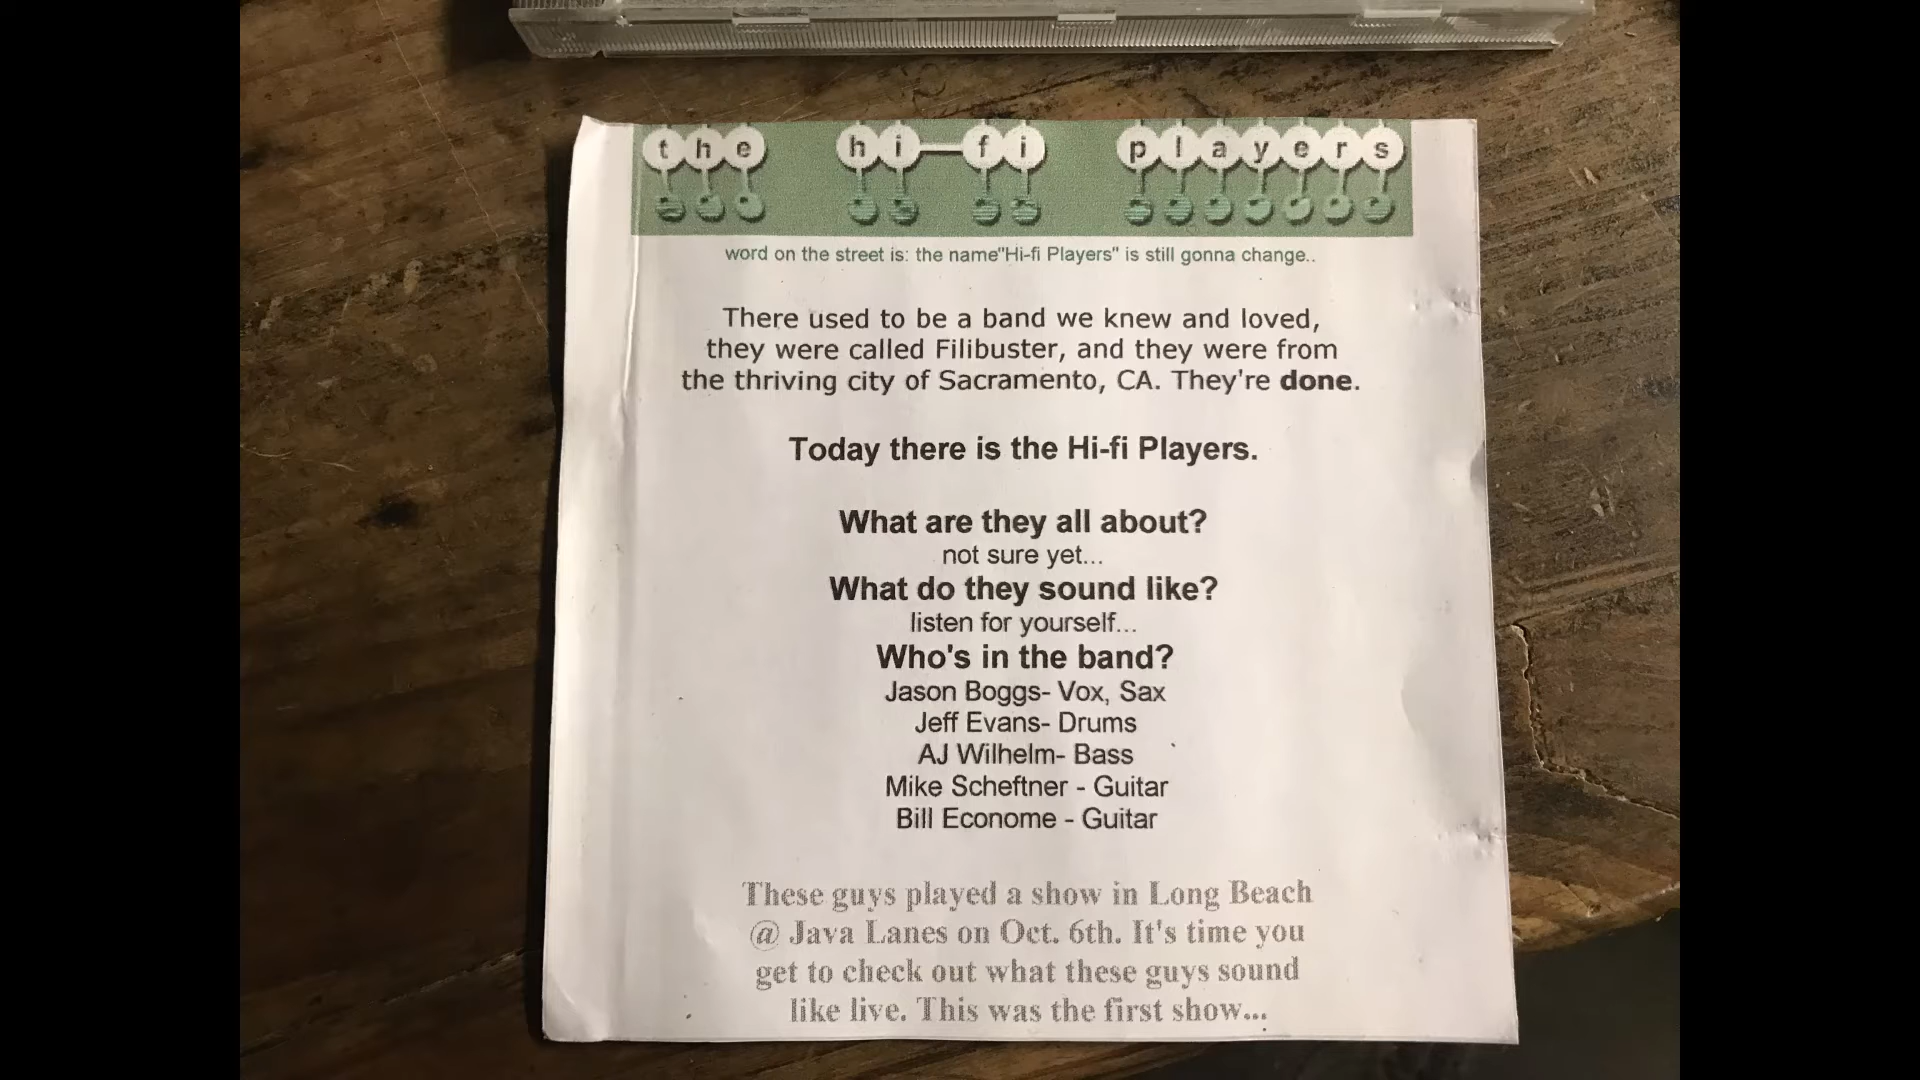 the hi-fi players
word on the street is: the name"Hi-fi Players" is still gonna change..
There used to be a band we knew and loved,
they were called Filibuster, and they were from
the thriving city of Sacramento, CA. They're done.
Today there is the Hi-fi Players.
What are they all about?
not sure yet...
What do they sound like?
listen for yourself...
Who's in the band?
Jason Boggs- Vox, Sax
Jeff Evans- Drums
AJ Wilhelm- Bass
Mike Scheftner - Guitar
Bill Econome - Guitar
These guys played a show in Long Beach
@ Java Lanes on Oct. 6th. It's time you
get to check out what these guys sound
like live. This was the first show...